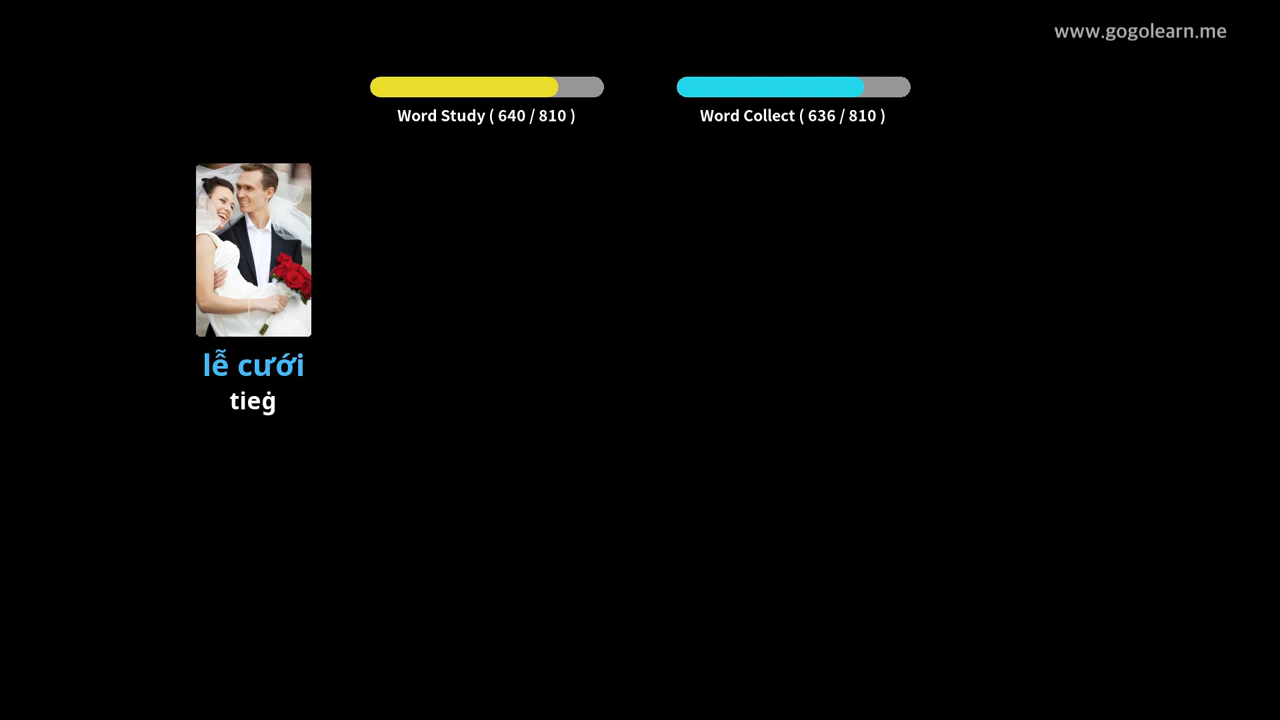 www.gogolearn.me
Word Study ( 640 / 810 )
Word Collect ( 636 / 810 )
lễ cưới
tieġ